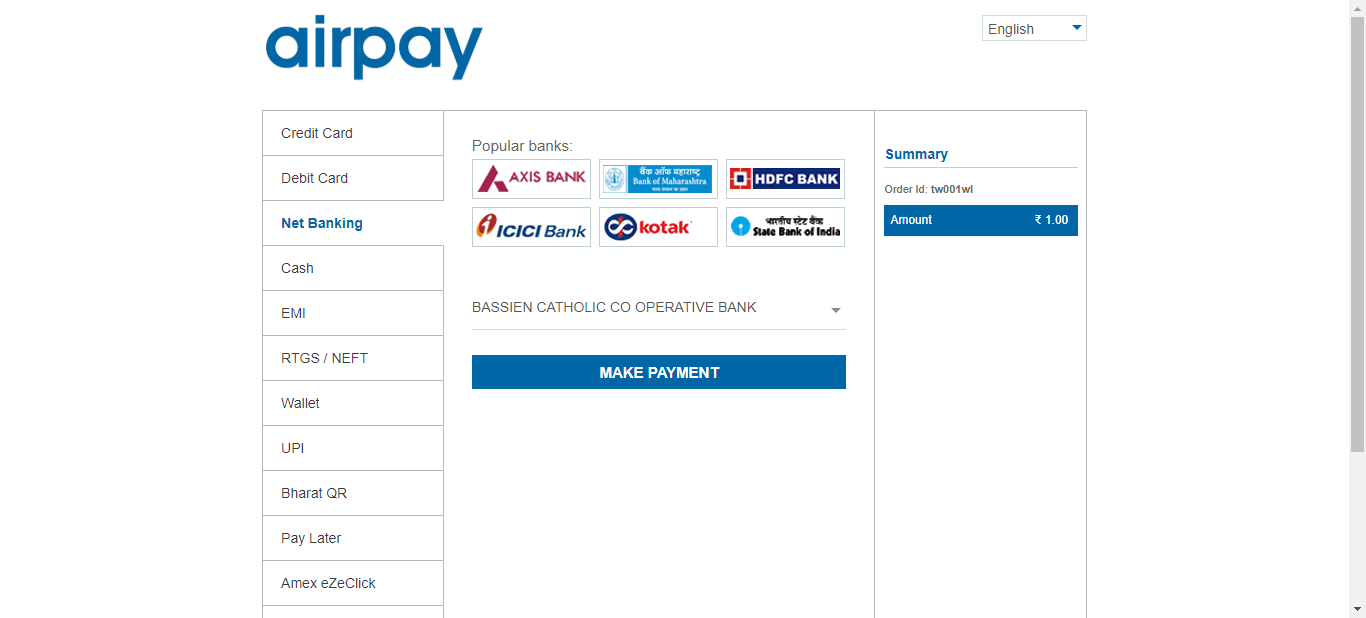 airpay
English
Credit Card
Debit Card
Net Banking
Cash
EMI
RTGS / NEFT
Wallet
UPI
Bharat QR
Pay Later
Amex eZeClick
Popular banks:
AXIS BANK
बैंक ऑफ महाराष्ट्र
Bank of Maharashtra
HDFC BANK
ICICI Bank
kotak
भारतीय स्टेट बैंक
State Bank of India
BASSIEN CATHOLIC CO OPERATIVE BANK
MAKE PAYMENT
Summary
Order Id: tw001wl
Amount ₹ 1.00